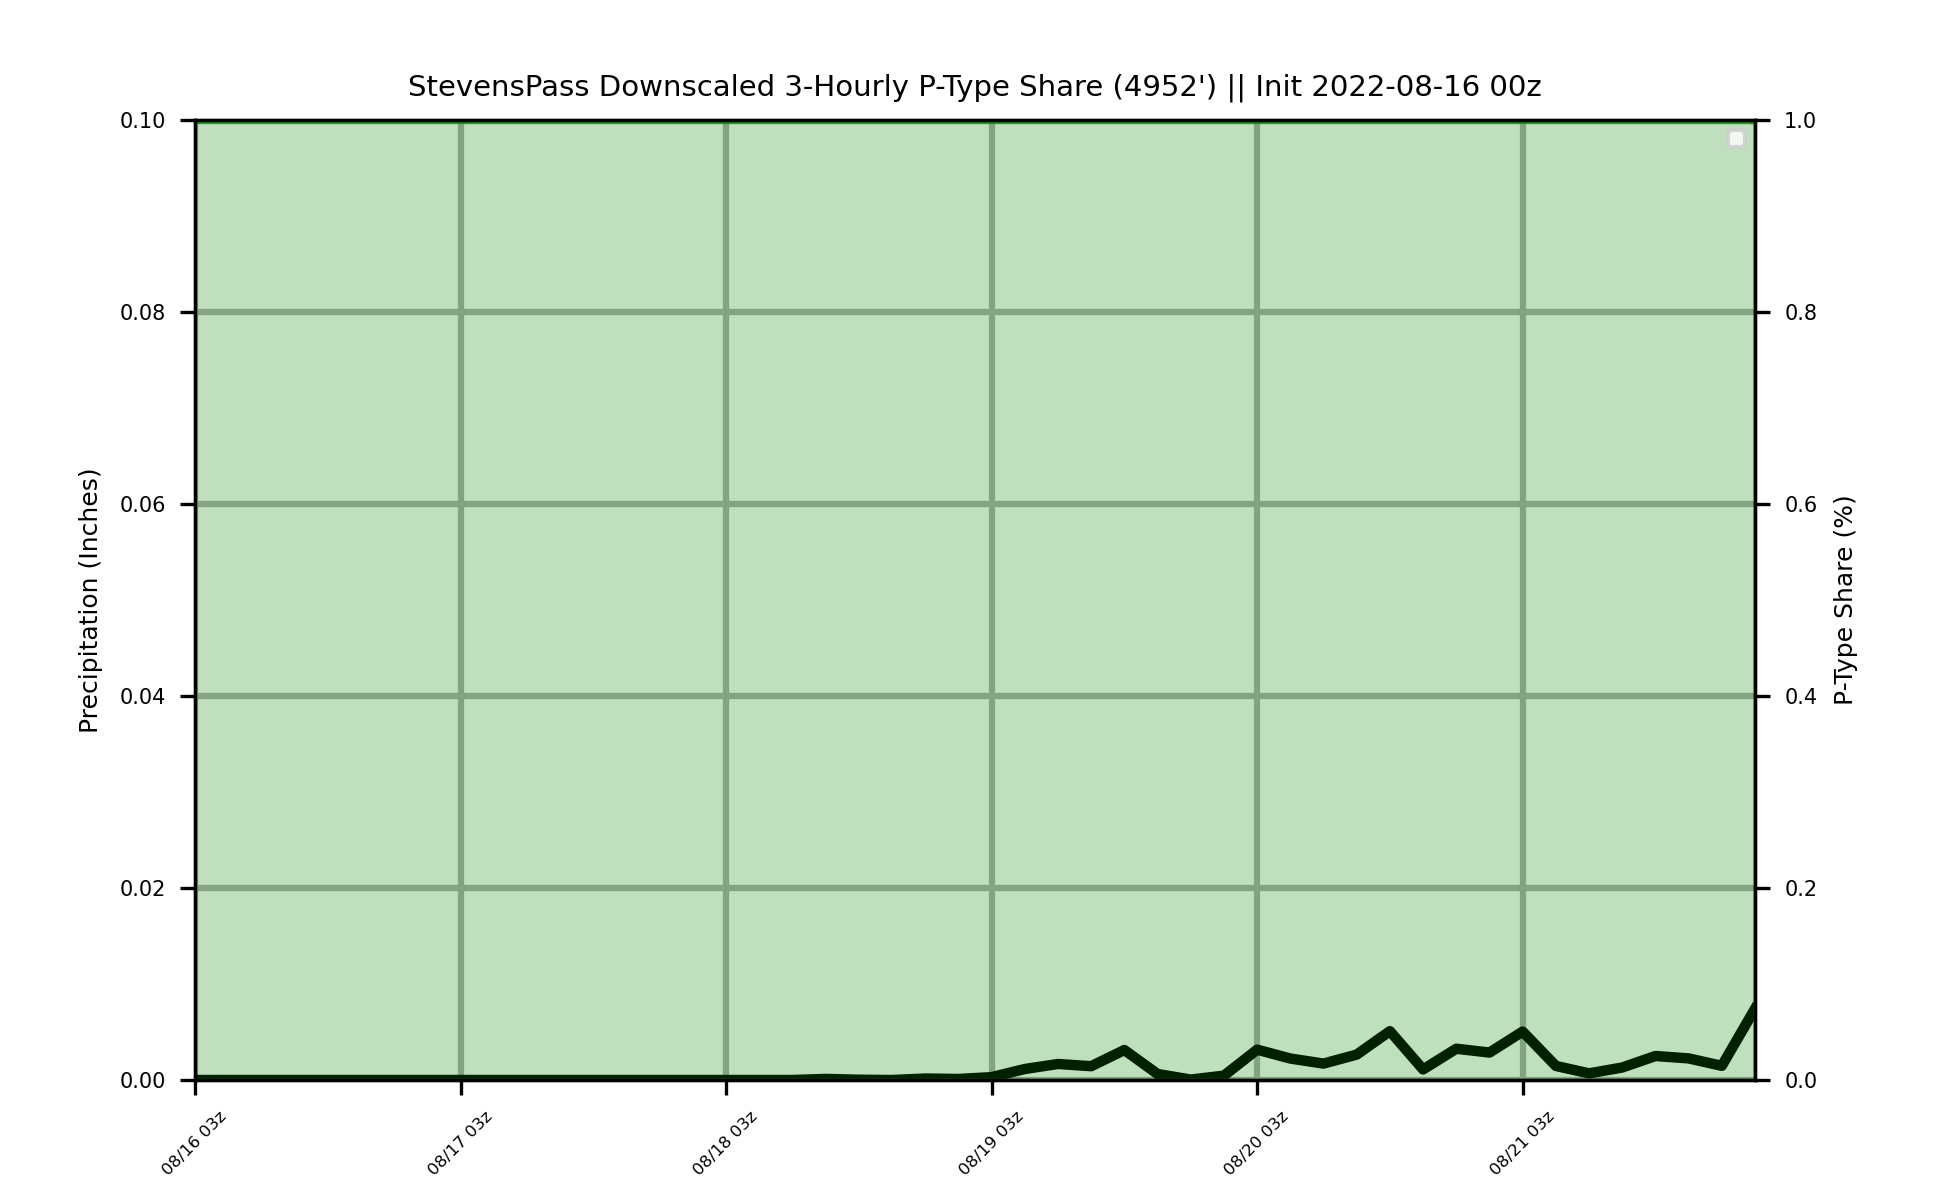 StevensPass Downscaled 3-Hourly P-Type Share (4952') || Init 2022-08-16 00z
0.10
0.08
0.06
0.04
0.02
0.00
Precipitation (Inches)
1.0
0.8
0.6
0.4
0.2
0.0
P-Type Share (%)
08/16 03z
08/17 03z
08/18 03z
08/19 03z
08/20 03z
08/21 03z